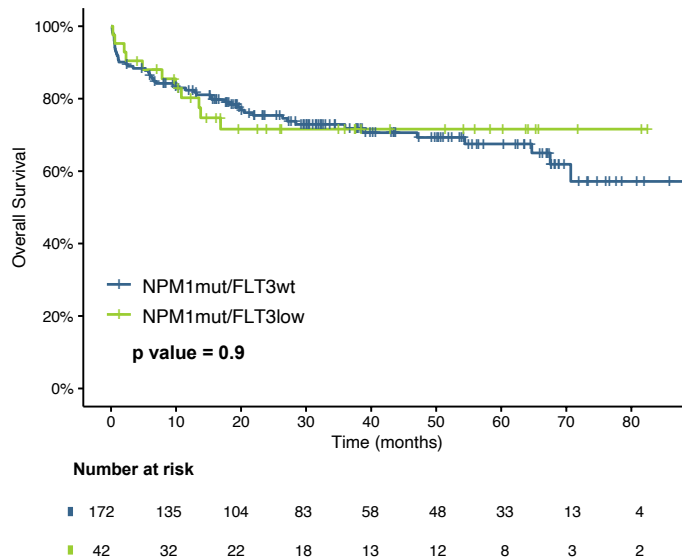 100%
80%
60%
40%
20%
0%
Overall Survival
NPM1mut/FLT3wt
NPM1mut/FLT3low
p value = 0.9
0 10 20 30 40 50 60 70 80
Time (months)
Number at risk
172 135 104 83 58 48 33 13 4
42 32 22 18 13 12 8 3 2